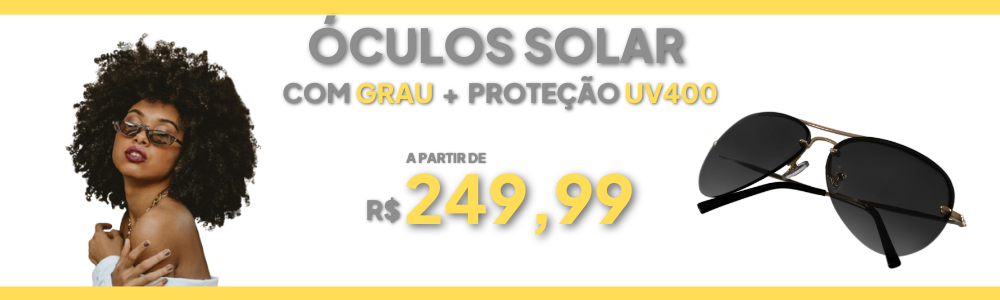 ÓCULOS SOLAR
COM GRAU + PROTEÇÃO UV400
A PARTIR DE
R$ 249,99